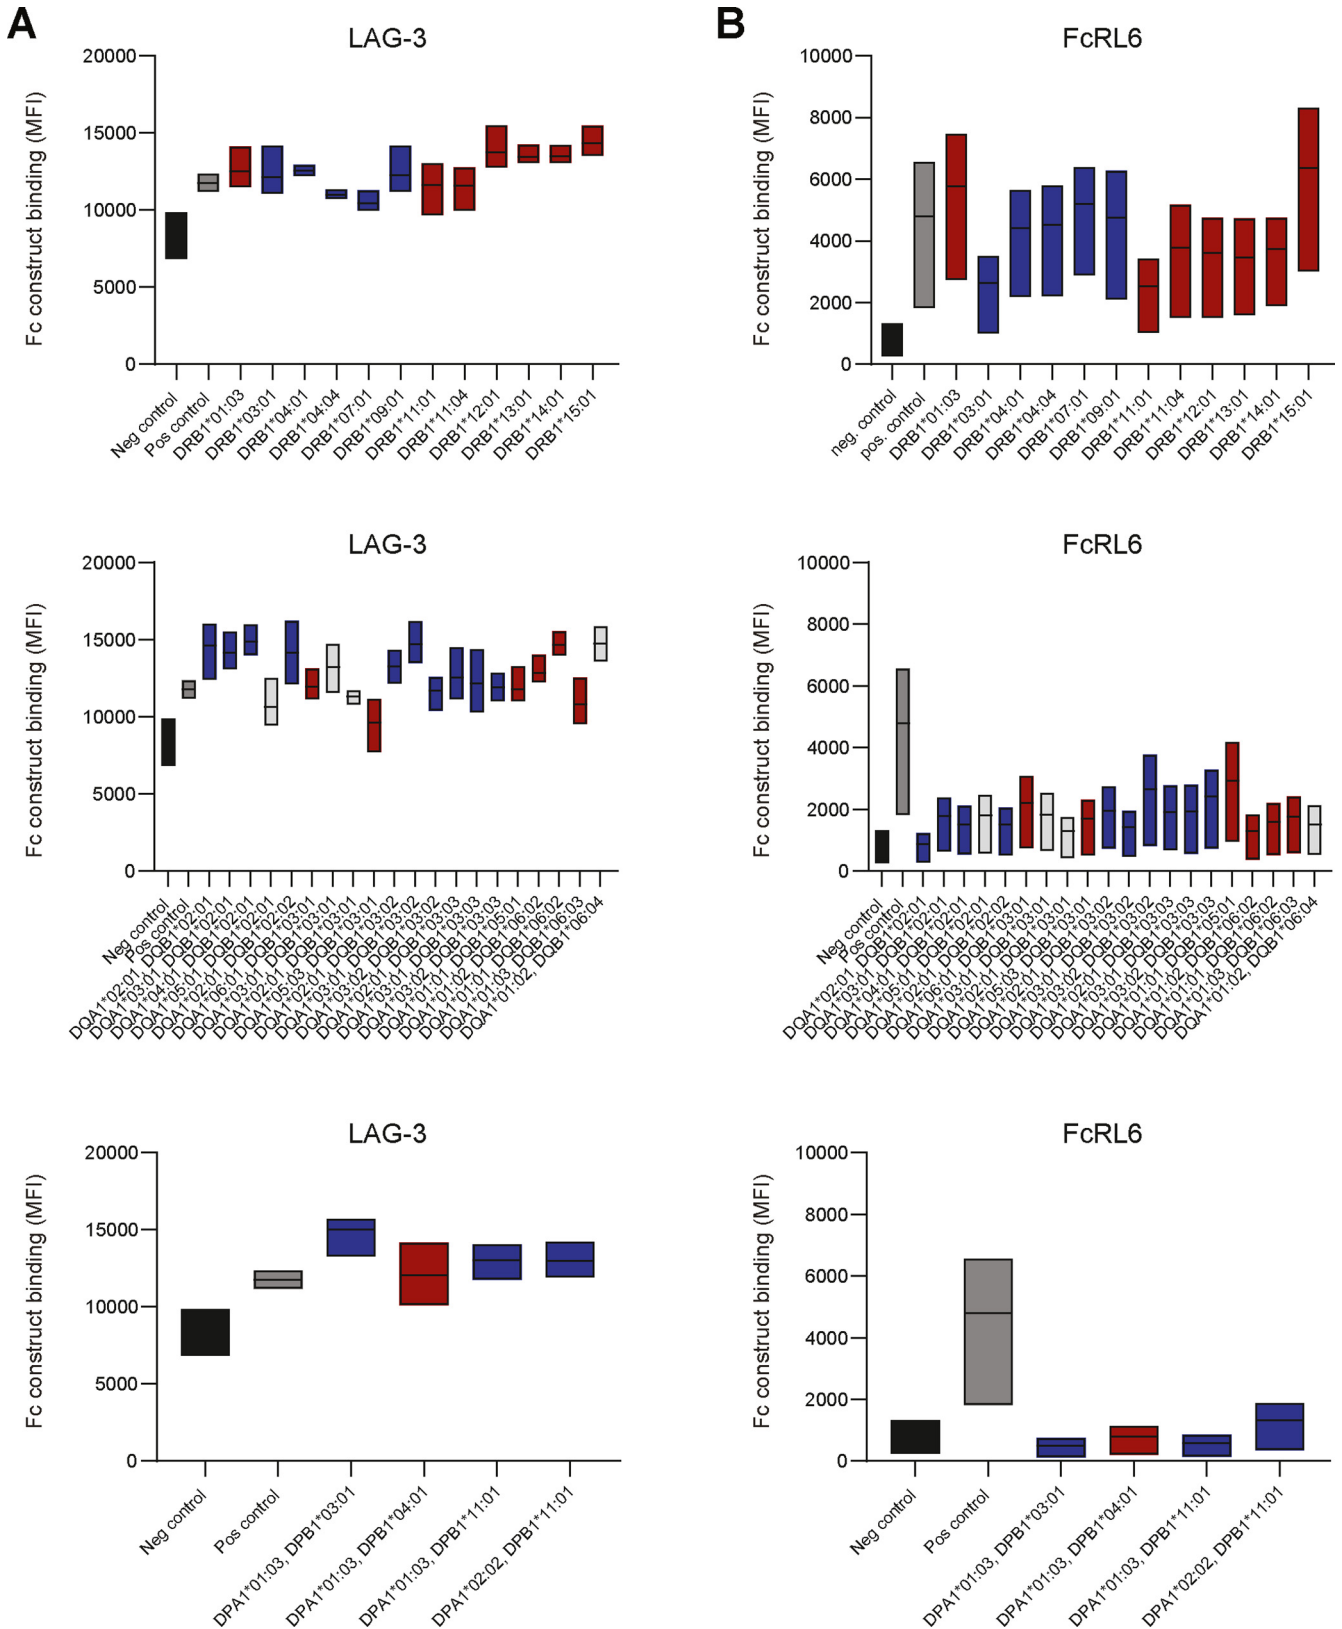 A
LAG-3
Fc construct binding (MFI)
20000
15000
10000
5000
0
Neg control
Pos control
DRB1*01:03
DRB1*03:01
DRB1*04:01
DRB1*04:04
DRB1*07:01
DRB1*09:01
DRB1*11:01
DRB1*11:04
DRB1*12:01
DRB1*13:01
DRB1*14:01
DRB1*15:01
B
FcRL6
Fc construct binding (MFI)
10000
8000
6000
4000
2000
0
neg. control
pos. control
DRB1*01:03
DRB1*03:01
DRB1*04:01
DRB1*04:04
DRB1*07:01
DRB1*09:01
DRB1*11:01
DRB1*11:04
DRB1*12:01
DRB1*13:01
DRB1*14:01
DRB1*15:01
LAG-3
Fc construct binding (MFI)
20000
15000
10000
5000
0
Neg control
Pos control
DQA1*02:01, DQB1*02:01
DQA1*03:01, DQB1*02:01
DQA1*04:01, DQB1*02:01
DQA1*05:01, DQB1*02:01
DQA1*02:01, DQB1*02:02
DQA1*06:01, DQB1*03:01
DQA1*03:01, DQB1*03:01
DQA1*02:01, DQB1*03:01
DQA1*05:03, DQB1*03:01
DQA1*02:01, DQB1*03:02
DQA1*03:01, DQB1*03:02
DQA1*03:02, DQB1*03:02
DQA1*02:01, DQB1*03:03
DQA1*03:01, DQB1*03:03
DQA1*03:02, DQB1*03:03
DQA1*01:01, DQB1*05:01
DQA1*01:02, DQB1*06:02
DQA1*01:01, DQB1*06:02
DQA1*01:03, DQB1*06:03
DQA1*01:02, DQB1*06:04
FcRL6
Fc construct binding (MFI)
10000
8000
6000
4000
2000
0
Neg control
Pos control
DQA1*02:01, DQB1*02:01
DQA1*03:01, DQB1*02:01
DQA1*04:01, DQB1*02:01
DQA1*05:01, DQB1*02:01
DQA1*02:01, DQB1*02:02
DQA1*06:01, DQB1*03:01
DQA1*03:01, DQB1*03:01
DQA1*02:01, DQB1*03:01
DQA1*05:03, DQB1*03:01
DQA1*02:01, DQB1*03:02
DQA1*03:01, DQB1*03:02
DQA1*03:02, DQB1*03:02
DQA1*02:01, DQB1*03:03
DQA1*03:01, DQB1*03:03
DQA1*03:02, DQB1*03:03
DQA1*01:01, DQB1*05:01
DQA1*01:02, DQB1*06:02
DQA1*01:01, DQB1*06:02
DQA1*01:03, DQB1*06:03
DQA1*01:02, DQB1*06:04
LAG-3
Fc construct binding (MFI)
20000
15000
10000
5000
0
Neg control
Pos control
DPA1*01:03, DPB1*03:01
DPA1*01:03, DPB1*04:01
DPA1*01:03, DPB1*11:01
DPA1*02:02, DPB1*11:01
FcRL6
Fc construct binding (MFI)
10000
8000
6000
4000
2000
0
Neg control
Pos control
DPA1*01:03, DPB1*03:01
DPA1*01:03, DPB1*04:01
DPA1*01:03, DPB1*11:01
DPA1*02:02, DPB1*11:01